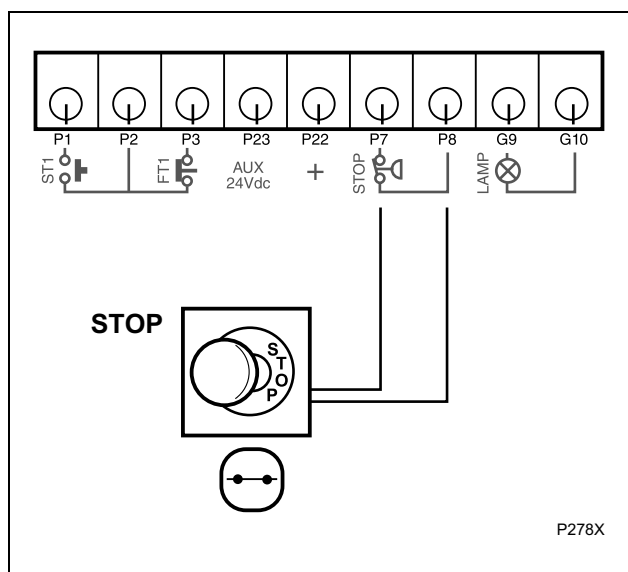 P1 P2 P3 P23 P22 P7 P8 G9 G10
ST1 FT1 AUX + STOP LAMP
24Vdc
STOP
STOP
P278X